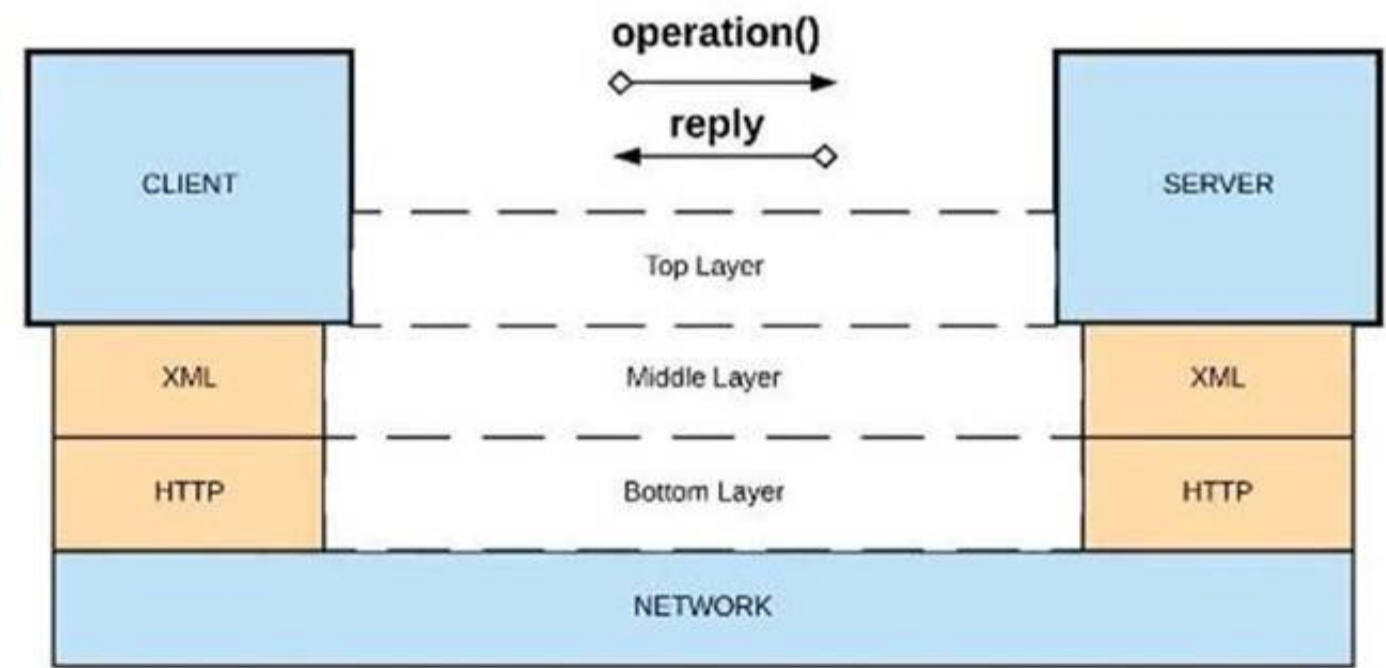 operation()
reply
CLIENT
SERVER
Top Layer
XML
Middle Layer
XML
HTTP
Bottom Layer
HTTP
NETWORK